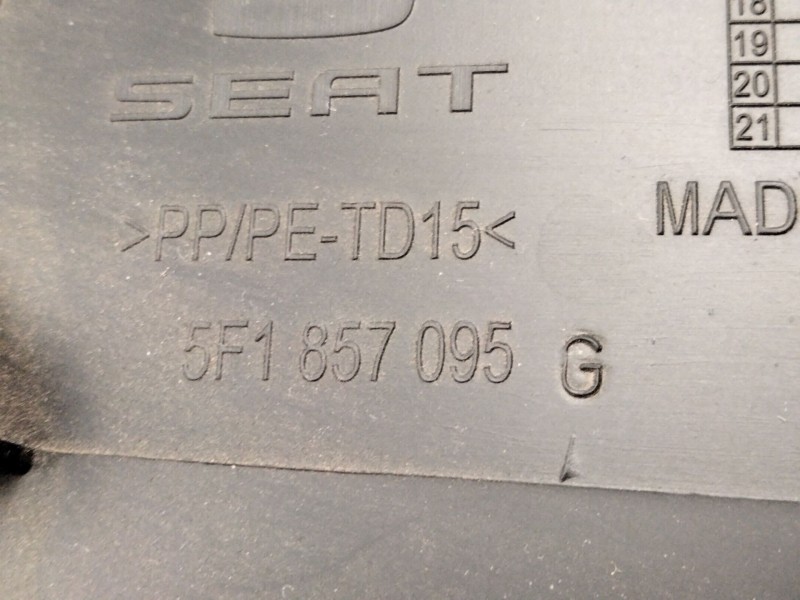 SEAT
18
19
20
21
>PP/PE-TD15<
MAD
5F1 857 095 G